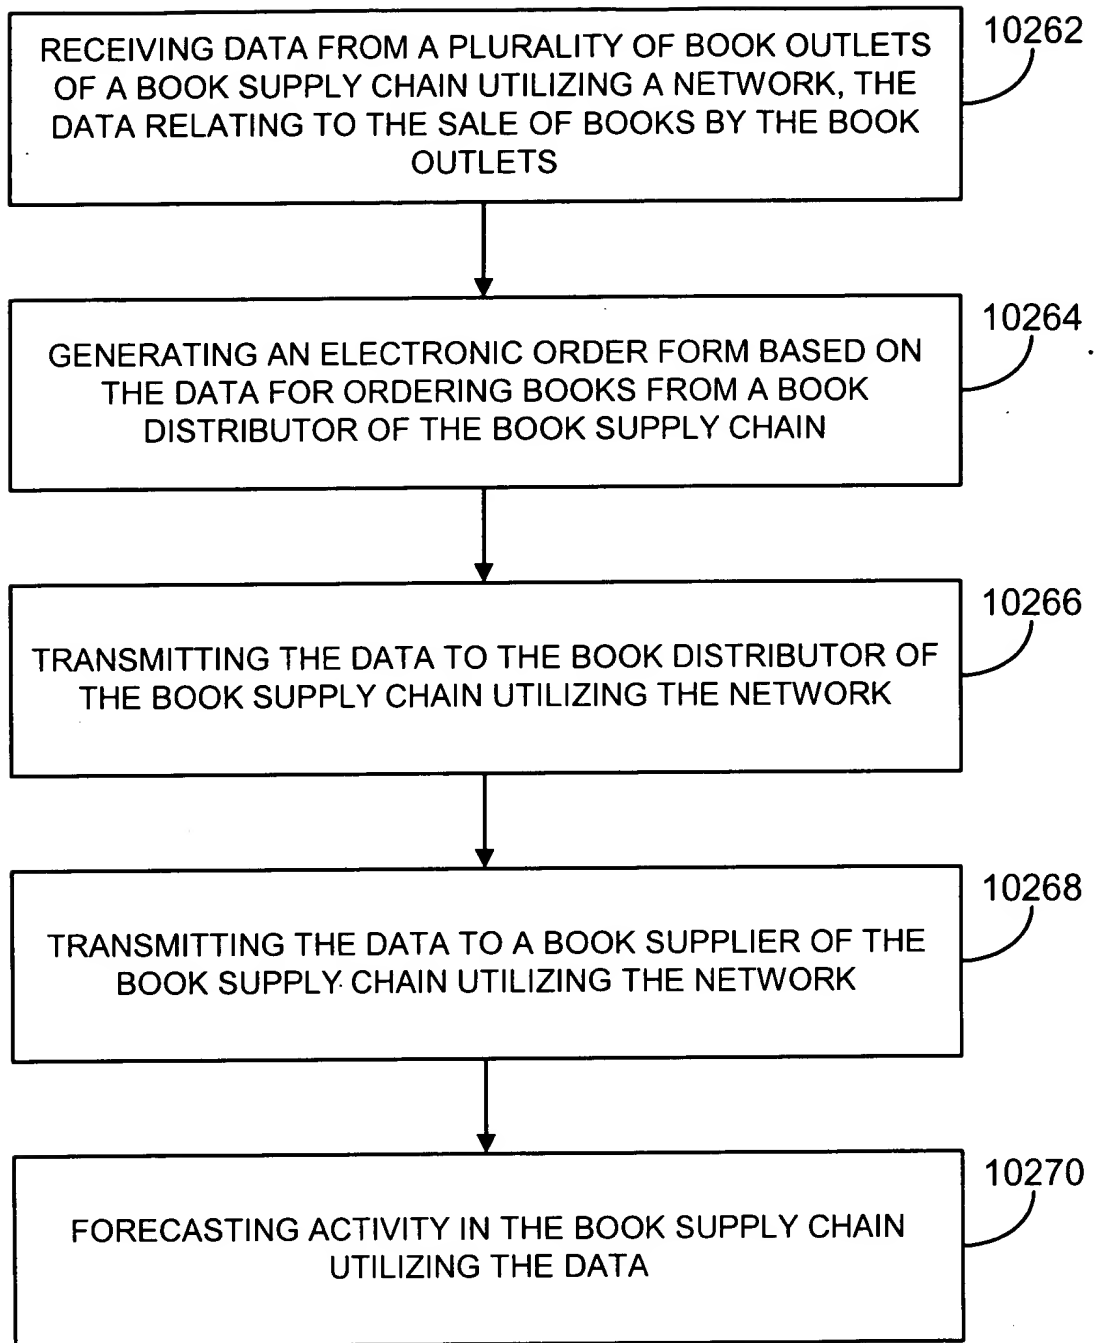 RECEIVING DATA FROM A PLURALITY OF BOOK OUTLETS
OF A BOOK SUPPLY CHAIN UTILIZING A NETWORK, THE
DATA RELATING TO THE SALE OF BOOKS BY THE BOOK
OUTLETS
10262
GENERATING AN ELECTRONIC ORDER FORM BASED ON
THE DATA FOR ORDERING BOOKS FROM A BOOK
DISTRIBUTOR OF THE BOOK SUPPLY CHAIN
10264
TRANSMITTING THE DATA TO THE BOOK DISTRIBUTOR OF
THE BOOK SUPPLY CHAIN UTILIZING THE NETWORK
10266
TRANSMITTING THE DATA TO A BOOK SUPPLIER OF THE
BOOK SUPPLY CHAIN UTILIZING THE NETWORK
10268
FORECASTING ACTIVITY IN THE BOOK SUPPLY CHAIN
UTILIZING THE DATA
10270